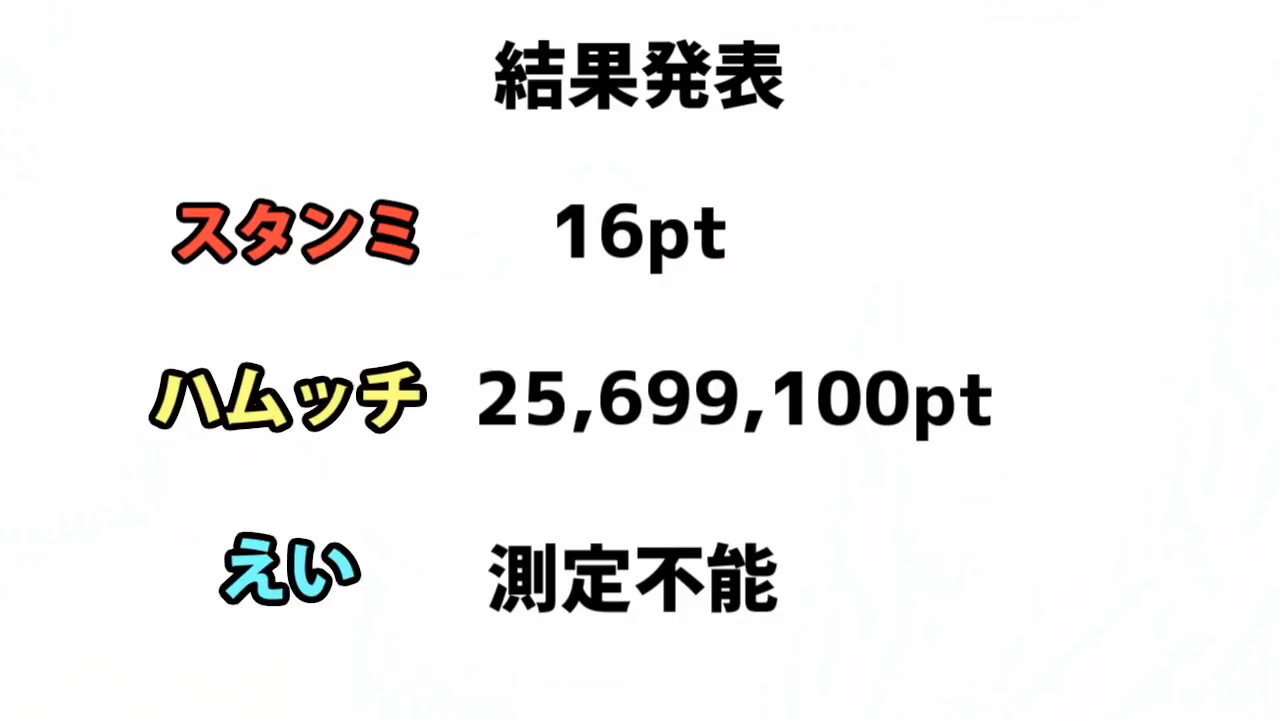 結果発表
スタンミ 16pt
ハムッチ 25,699,100pt
えい 測定不能